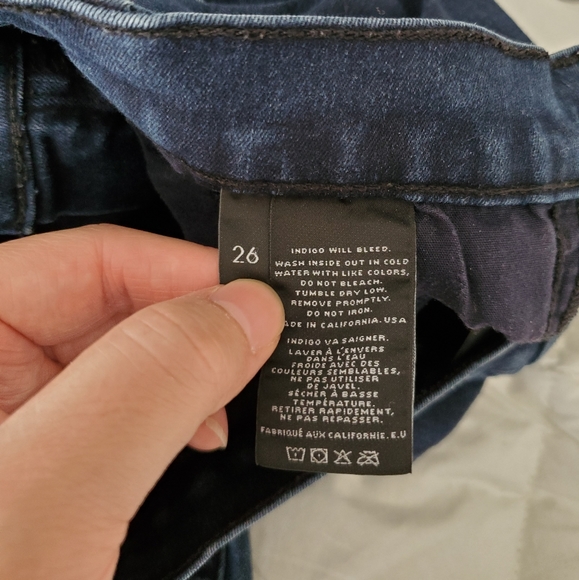 26
INDIGO WILL BLEED.
WASH INSIDE OUT IN COLD
WATER WITH LIKE COLORS,
DO NOT BLEACH.
TUMBLE DRY LOW.
REMOVE PROMPTLY.
DO NOT IRON.
MADE IN CALIFORNIA. USA
INDIGO VA SAIGNER.
LAVER À L'ENVERS
DANS L'EAU
FROIDE AVEC DES
COULEURS SEMBLABLES,
NE PAS UTILISER
DE JAVEL.
SÉCHER À BASSE
TEMPÉRATURE.
RETIRER RAPIDEMENT,
NE PAS REPASSER.
FABRIQUÉ AUX CALIFORNIE. E.U